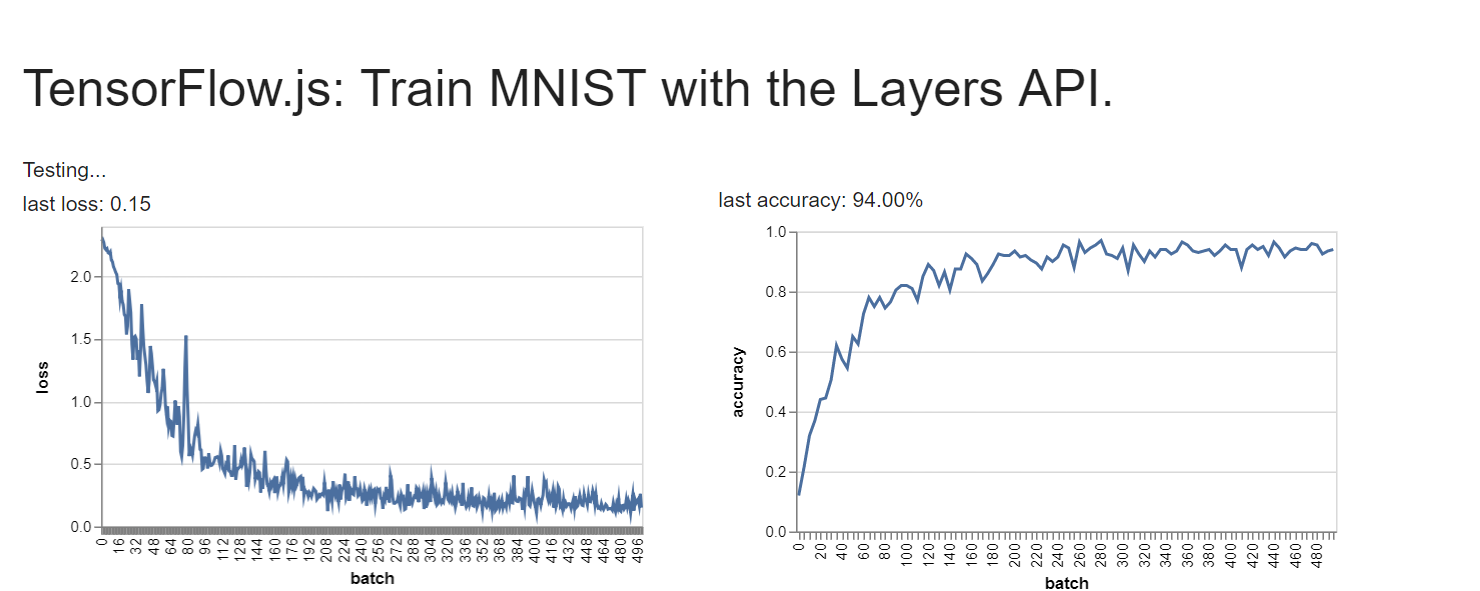 TensorFlow.js: Train MNIST with the Layers API.
Testing...
last loss: 0.15
2.0
1.5
1.0
0.5
0.0
loss
0 16 32 48 64 80 96 112 128 144 160 176 192 208 224 240 256 272 288 304 320 336 352 368 384 400 416 432 448 464 480 496
batch
last accuracy: 94.00%
1.0
0.8
0.6
0.4
0.2
0.0
accuracy
0 20 40 60 80 100 120 140 160 180 200 220 240 260 280 300 320 340 360 380 400 420 440 460 480
batch